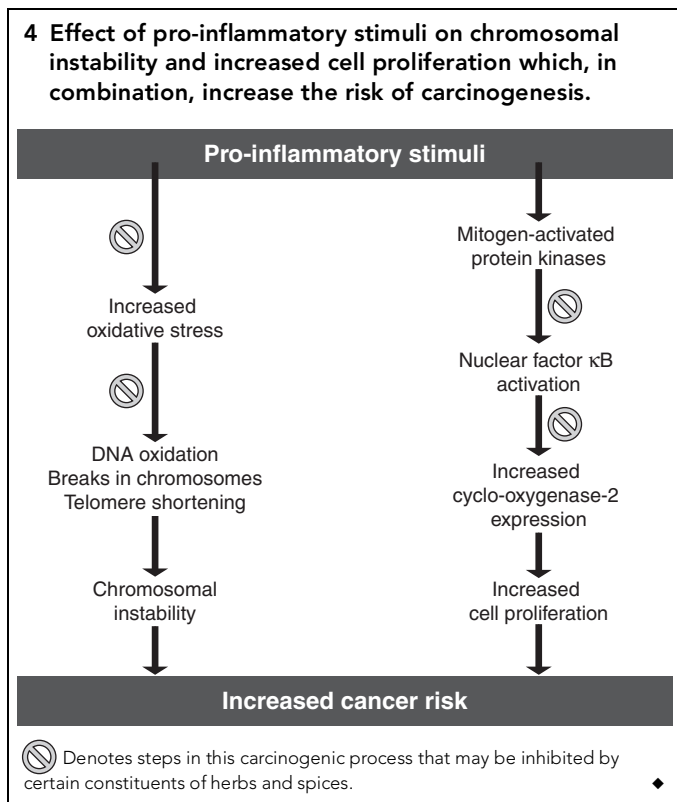 4 Effect of pro-inflammatory stimuli on chromosomal
instability and increased cell proliferation which, in
combination, increase the risk of carcinogenesis.
Pro-inflammatory stimuli
Increased
oxidative stress
DNA oxidation
Breaks in chromosomes
Telomere shortening
Chromosomal
instability
Mitogen-activated
protein kinases
Nuclear factor κB
activation
Increased
cyclo-oxygenase-2
expression
Increased
cell proliferation
Increased cancer risk
Denotes steps in this carcinogenic process that may be inhibited by
certain constituents of herbs and spices.